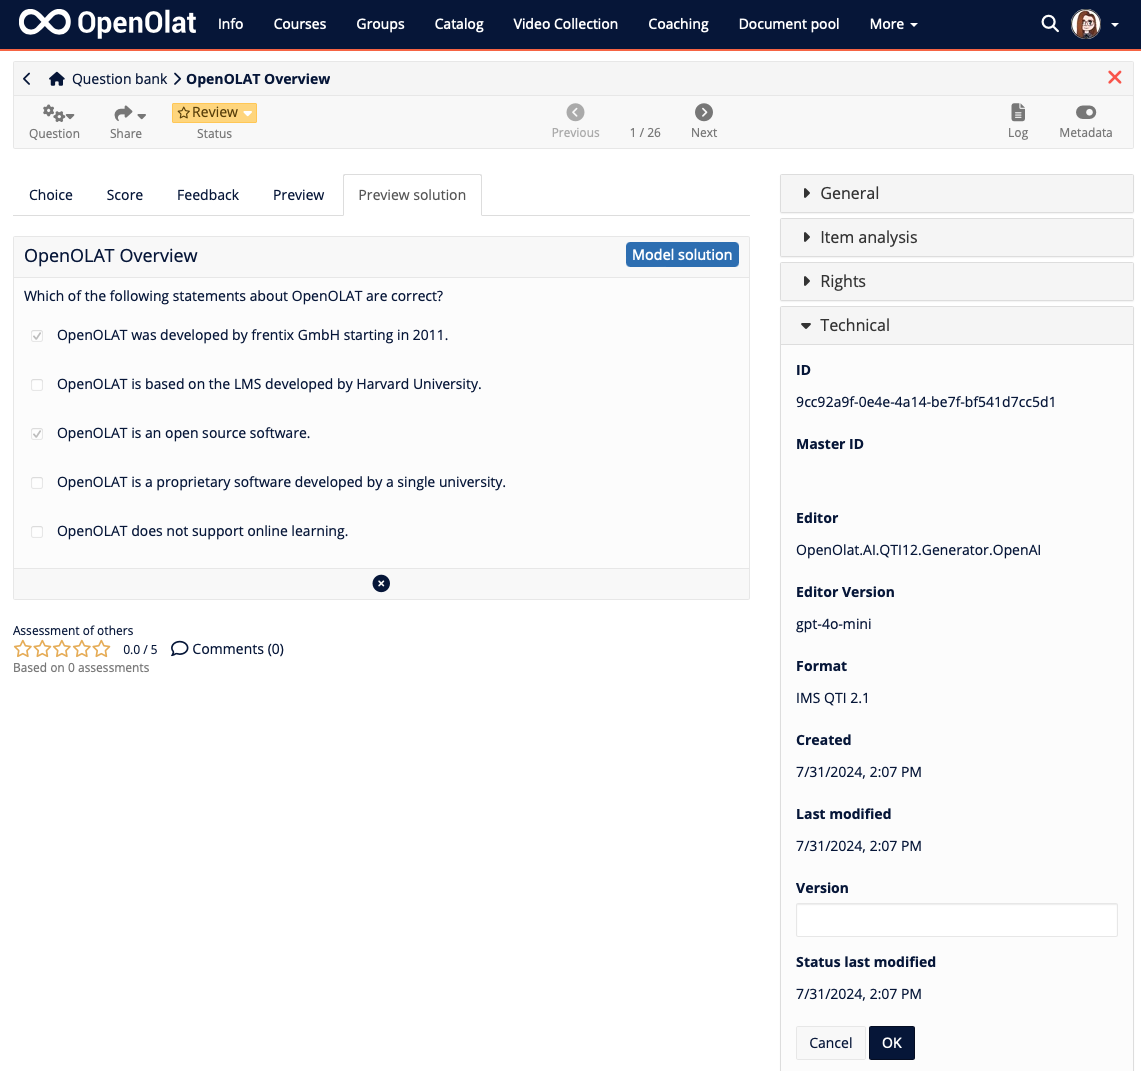 OpenOlat Info Courses Groups Catalog Video Collection Coaching Document pool More
Question bank OpenOLAT Overview
Question Share Review Status Previous 1 / 26 Next Log Metadata
Choice Score Feedback Preview Preview solution
OpenOLAT Overview Model solution
Which of the following statements about OpenOLAT are correct?
OpenOLAT was developed by frentix GmbH starting in 2011.
OpenOLAT is based on the LMS developed by Harvard University.
OpenOLAT is an open source software.
OpenOLAT is a proprietary software developed by a single university.
OpenOLAT does not support online learning.
Assessment of others
0.0 / 5 Comments (0)
Based on 0 assessments
General
Item analysis
Rights
Technical
ID
9cc92a9f-0e4e-4a14-be7f-bf541d7cc5d1
Master ID
Editor
OpenOlat.AI.QTI12.Generator.OpenAI
Editor Version
gpt-4o-mini
Format
IMS QTI 2.1
Created
7/31/2024, 2:07 PM
Last modified
7/31/2024, 2:07 PM
Version
Status last modified
7/31/2024, 2:07 PM
Cancel OK